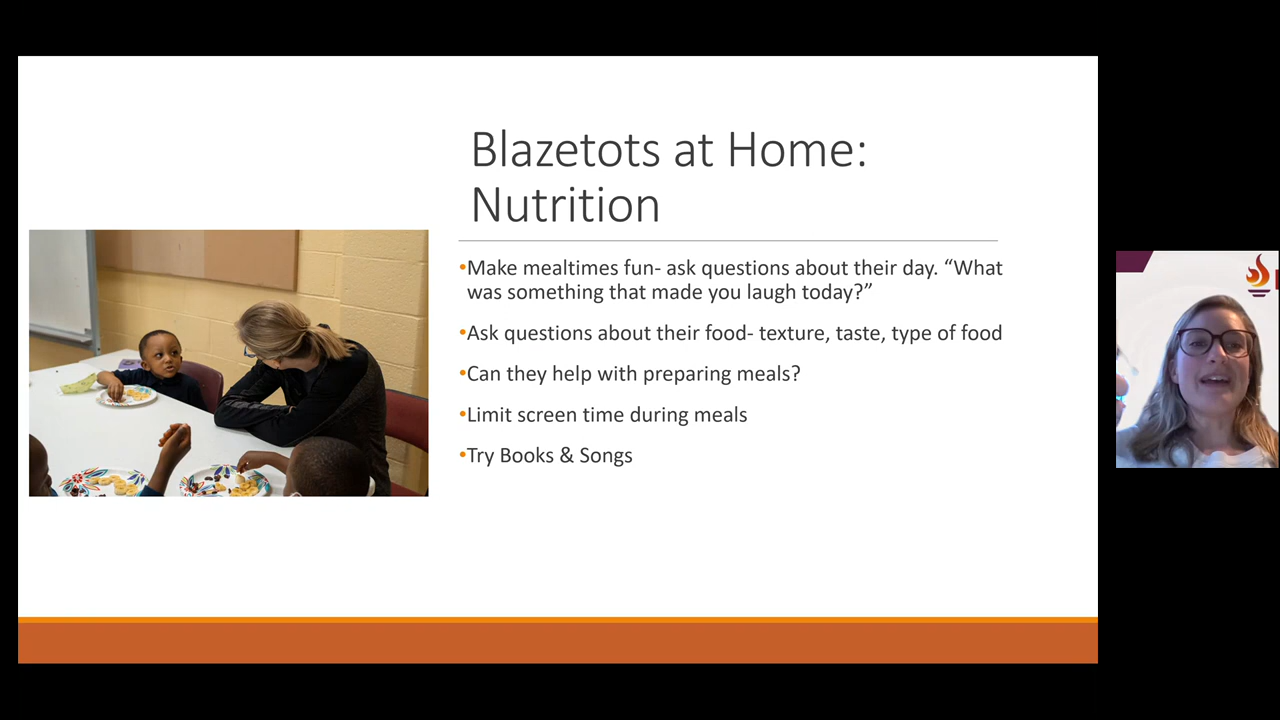 Blazetots at Home:
Nutrition
•Make mealtimes fun- ask questions about their day. “What
was something that made you laugh today?”
•Ask questions about their food- texture, taste, type of food
•Can they help with preparing meals?
•Limit screen time during meals
•Try Books & Songs